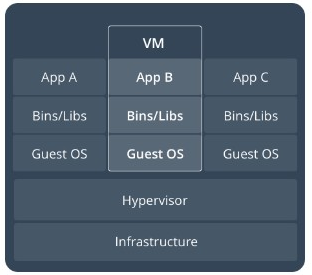 VM
App A App B App C
Bins/Libs Bins/Libs Bins/Libs
Guest OS Guest OS Guest OS
Hypervisor
Infrastructure